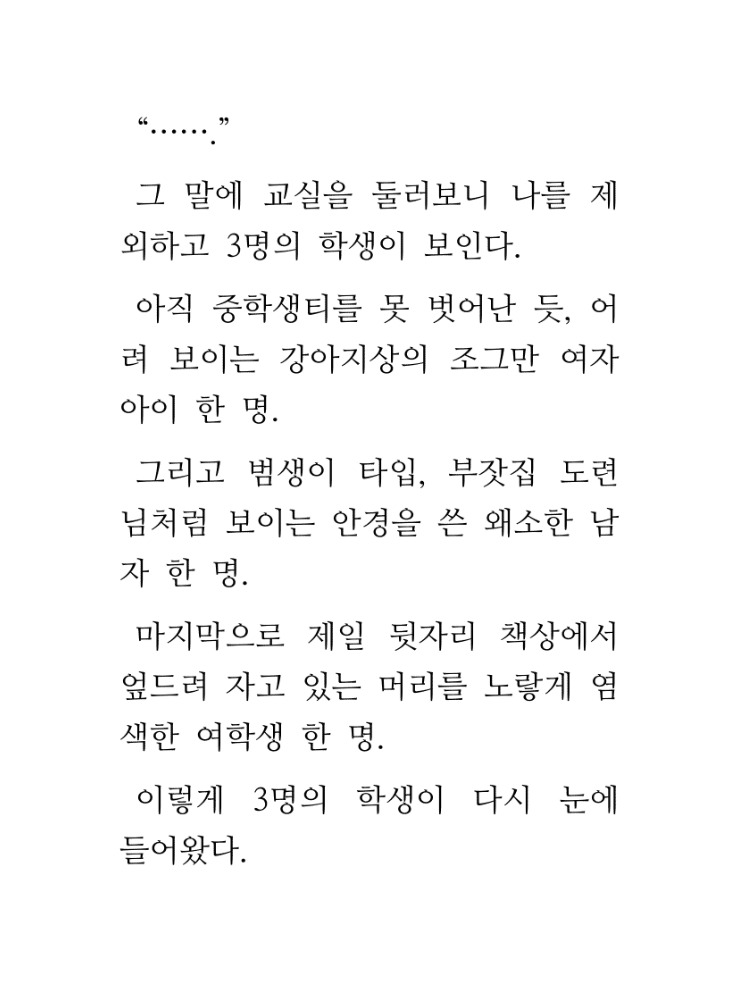 “…….”
그 말에 교실을 둘러보니 나를 제
외하고 3명의 학생이 보인다.
아직 중학생티를 못 벗어난 듯, 어
려 보이는 강아지상의 조그만 여자
아이 한 명.
그리고 범생이 타입, 부잣집 도련
님처럼 보이는 안경을 쓴 왜소한 남
자 한 명.
마지막으로 제일 뒷자리 책상에서
엎드려 자고 있는 머리를 노랗게 염
색한 여학생 한 명.
이렇게 3명의 학생이 다시 눈에
들어왔다.